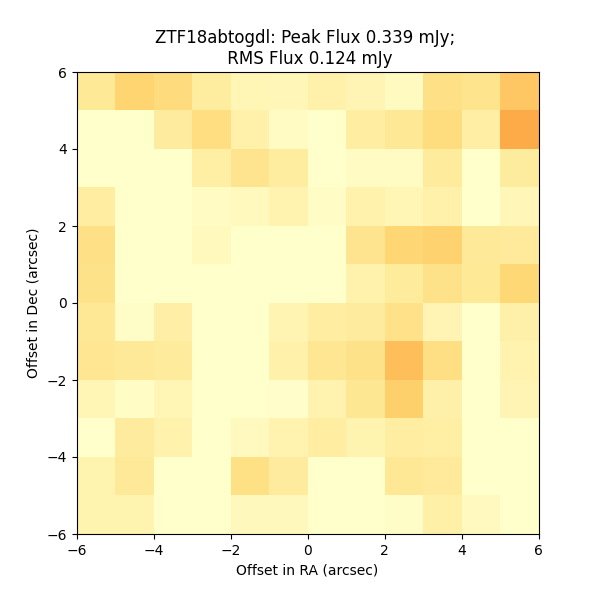 ZTF18abtogdl: Peak Flux 0.339 mJy;
RMS Flux 0.124 mJy
6
4
2
0
−2
−4
−6
Offset in Dec (arcsec)
−6 −4 −2 0 2 4 6
Offset in RA (arcsec)